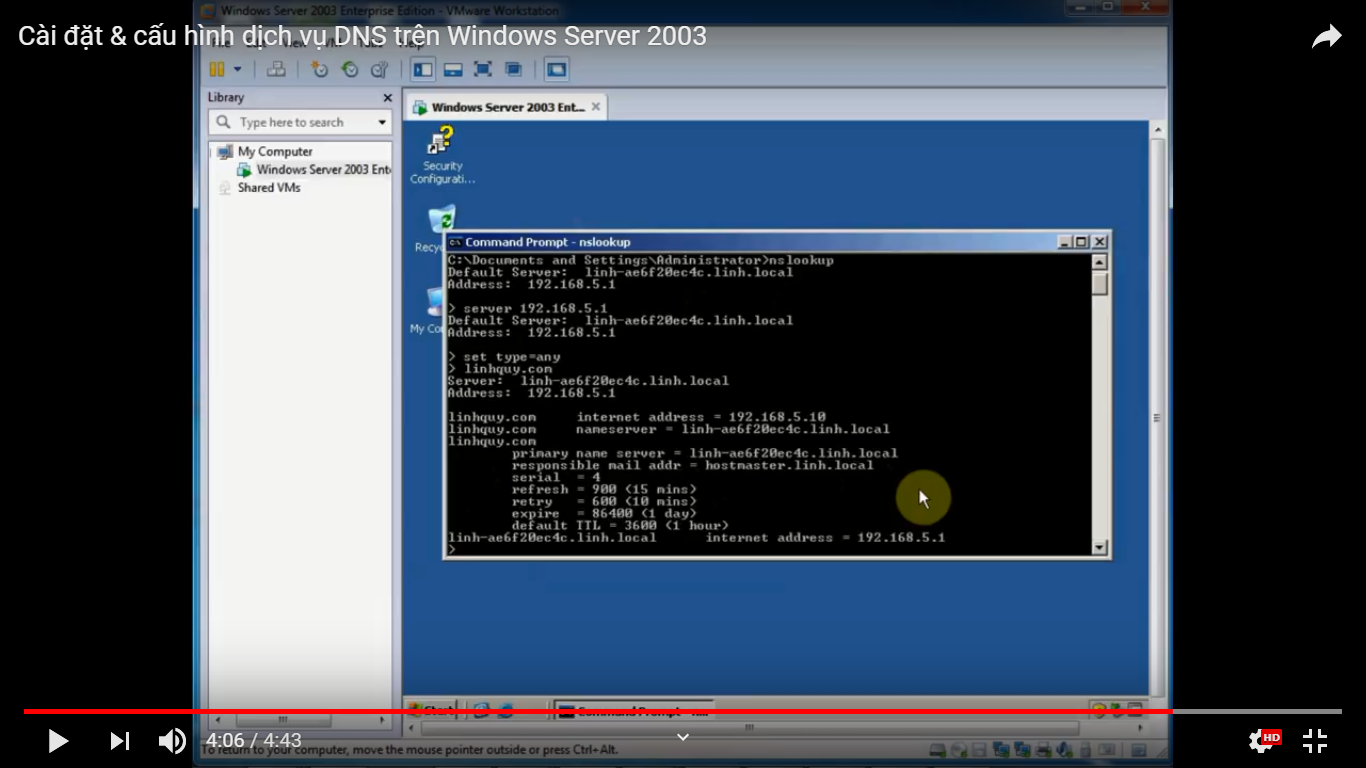 Windows Server 2003 Enterprise Edition - VMware Workstation
Cài đặt & cấu hình dịch vụ DNS trên Windows Server 2003
Library
Type here to search
My Computer
Windows Server 2003 Ent
Shared VMs
Windows Server 2003 Ent...
Security
Configurati...
Recy
My Co
Command Prompt - nslookup
C:\Documents and Settings\Administrator>nslookup
Default Server:  linh-ae6f20ec4c.linh.local
Address:  192.168.5.1
> server 192.168.5.1
Default Server:  linh-ae6f20ec4c.linh.local
Address:  192.168.5.1
> set type=any
> linhquy.com
Server:  linh-ae6f20ec4c.linh.local
Address:  192.168.5.1
linhquy.com     internet address = 192.168.5.10
linhquy.com     nameserver = linh-ae6f20ec4c.linh.local
linhquy.com
primary name server = linh-ae6f20ec4c.linh.local
responsible mail addr = hostmaster.linh.local
serial  = 4
refresh = 900 (15 mins)
retry   = 600 (10 mins)
expire  = 86400 (1 day)
default TTL = 3600 (1 hour)
linh-ae6f20ec4c.linh.local      internet address = 192.168.5.1
>
Start
4:06 / 4:43
HD
To return to your computer, move the mouse pointer outside or press Ctrl+Alt.